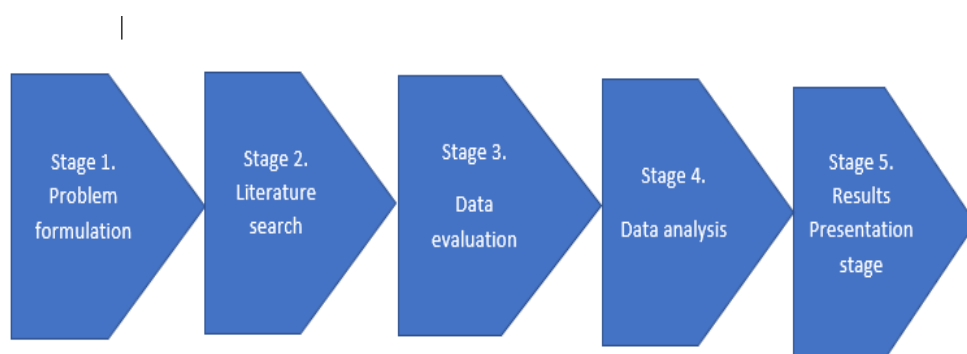 Stage 1.
Problem
formulation
Stage 2.
Literature
search
Stage 3.
Data
evaluation
Stage 4.
Data analysis
Stage 5.
Results
Presentation
stage